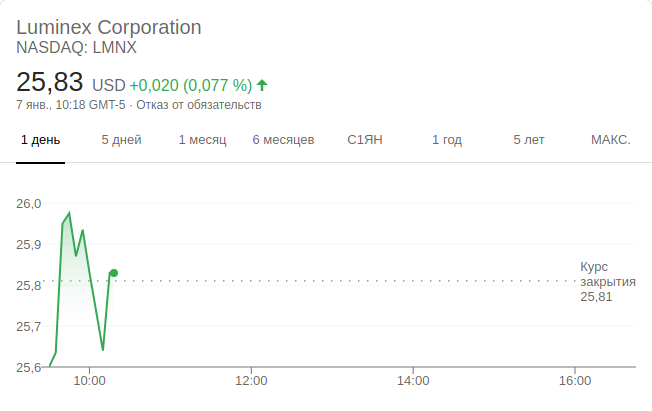 Luminex Corporation
NASDAQ: LMNX
25,83 USD +0,020 (0,077 %)
7 янв., 10:18 GMT-5 · Отказ от обязательств
1 день 5 дней 1 месяц 6 месяцев С1ЯН 1 год 5 лет МАКС.
26,0
25,9
25,8
25,7
25,6
Курс
закрытия
25,81
10:00 12:00 14:00 16:00